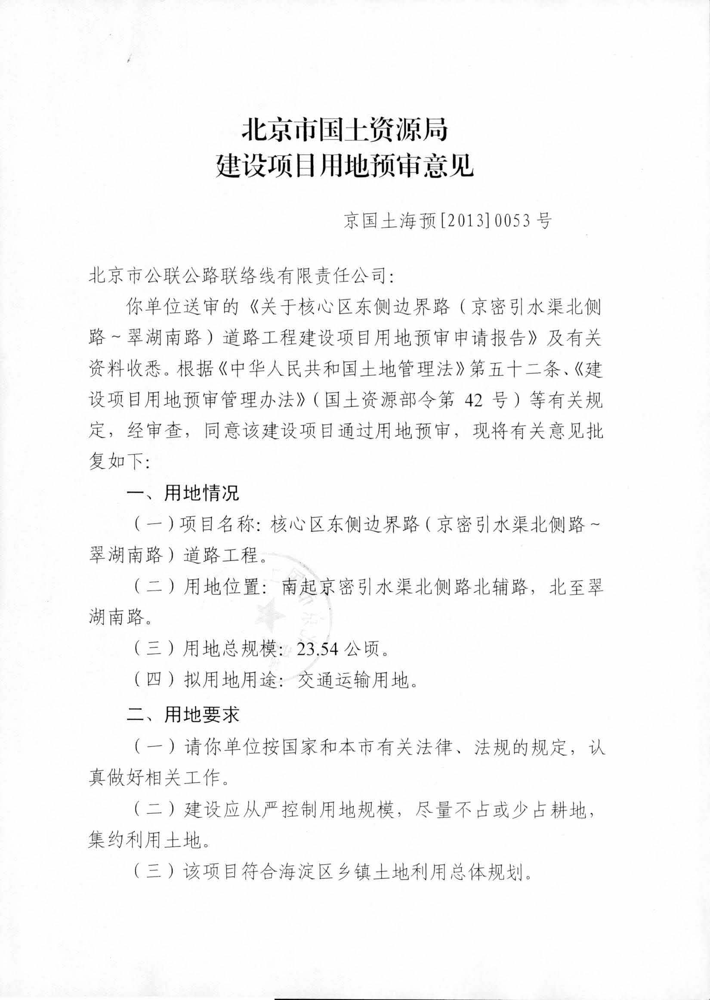 北京市国土资源局
建设项目用地预审意见
京国土海预[2013]0053号
北京市公联公路联络线有限责任公司：
你单位送审的《关于核心区东侧边界路（京密引水渠北侧
路～翠湖南路）道路工程建设项目用地预审申请报告》及有关
资料收悉。根据《中华人民共和国土地管理法》第五十二条、《建
设项目用地预审管理办法》（国土资源部令第 42 号）等有关规
定，经审查，同意该建设项目通过用地预审，现将有关意见批
复如下：
一、用地情况
（一）项目名称：核心区东侧边界路（京密引水渠北侧路～
翠湖南路）道路工程。
（二）用地位置：南起京密引水渠北侧路北辅路，北至翠
湖南路。
（三）用地总规模：23.54 公顷。
（四）拟用地用途：交通运输用地。
二、用地要求
（一）请你单位按国家和本市有关法律、法规的规定，认
真做好相关工作。
（二）建设应从严控制用地规模，尽量不占或少占耕地，
集约利用土地。
（三）该项目符合海淀区乡镇土地利用总体规划。